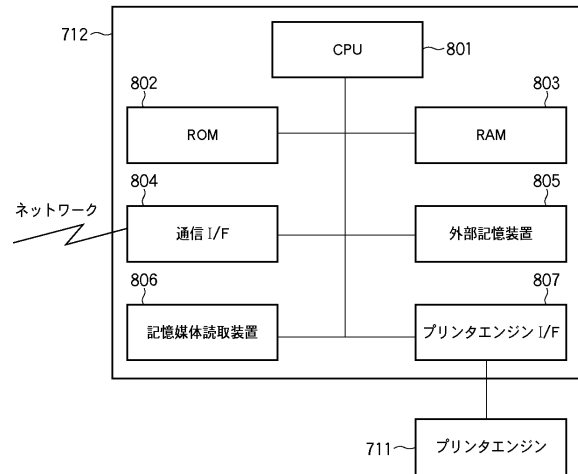 712
CPU
801
802
ROM
803
RAM
ネットワーク
804
通信 I/F
805
外部記憶装置
806
記憶媒体読取装置
807
プリンタエンジン I/F
711
プリンタエンジン